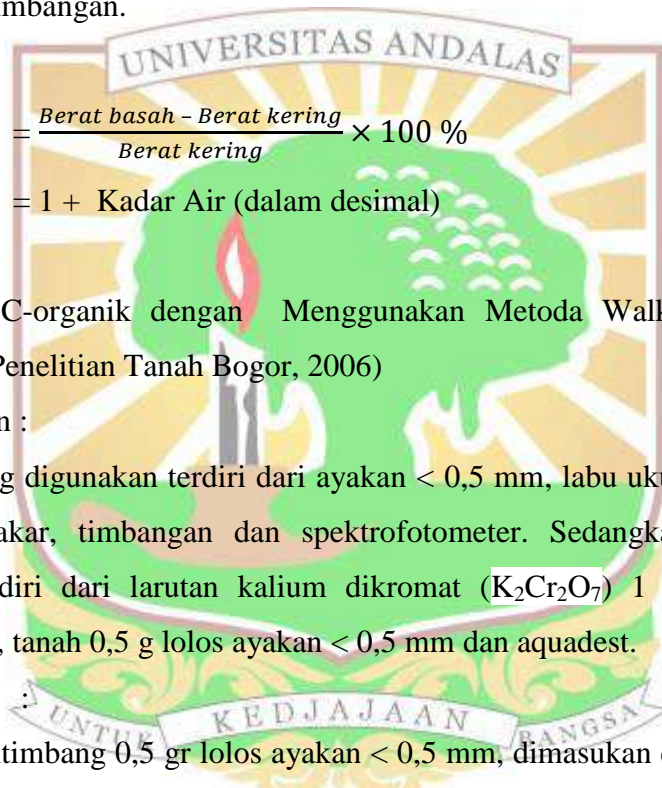 imbangan.
UNIVERSITAS ANDALAS
= Berat basah – Berat kering / Berat kering × 100 %
= 1 + Kadar Air (dalam desimal)
C-organik dengan Menggunakan Metoda Walk
Penelitian Tanah Bogor, 2006)
n :
g digunakan terdiri dari ayakan < 0,5 mm, labu uku
akar, timbangan dan spektrofotometer. Sedangka
diri dari larutan kalium dikromat (K₂Cr₂O₇) 1
, tanah 0,5 g lolos ayakan < 0,5 mm dan aquadest.
:
UNTUK KEDJAJAAN BANGSA
itimbang 0,5 gr lolos ayakan < 0,5 mm, dimasukan